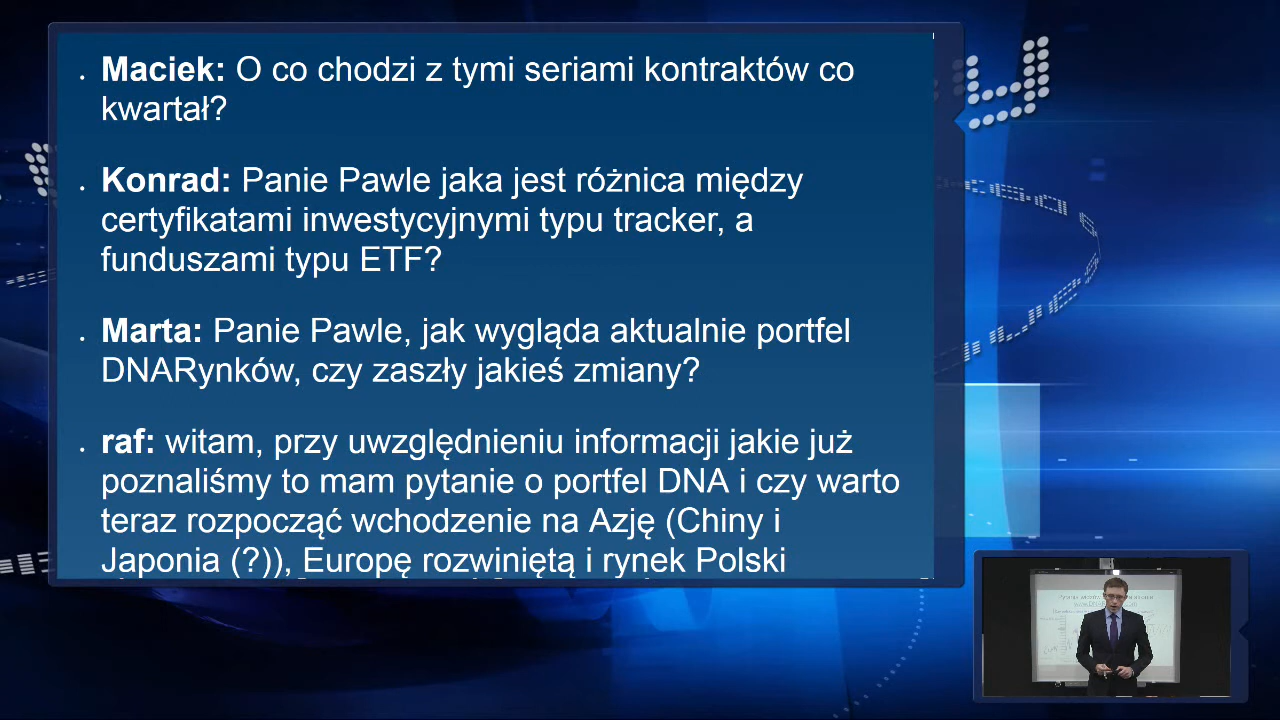 Maciek: O co chodzi z tymi seriami kontraktów co
kwartał?
Konrad: Panie Pawle jaka jest różnica między
certyfikatami inwestycyjnymi typu tracker, a
funduszami typu ETF?
Marta: Panie Pawle, jak wygląda aktualnie portfel
DNARynków, czy zaszły jakieś zmiany?
raf: witam, przy uwzględnieniu informacji jakie już
poznaliśmy to mam pytanie o portfel DNA i czy warto
teraz rozpocząć wchodzenie na Azję (Chiny i
Japonia (?)), Europę rozwiniętą i rynek Polski